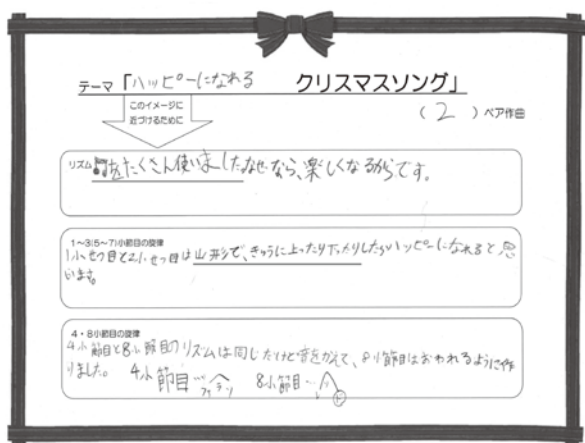 テーマ「ハッピーになれる クリスマスソング」
このイメージに
近づけるために
( 2 ) ペア作曲
リズム
♫をたくさん使いました。なぜなら、楽しくなるからです。
1~3(5~7)小節目の旋律
1小せつ目と2小せつ目は山形で、きゅうに上ったり下ったりしたらハッピーになれると思
います。
4・8小節目の旋律
4小節目と8小節目のリズムは同じだけど音をかえて、8小節目はおわれるように作
りました。 4小節目… 8小節目…
ファラソ